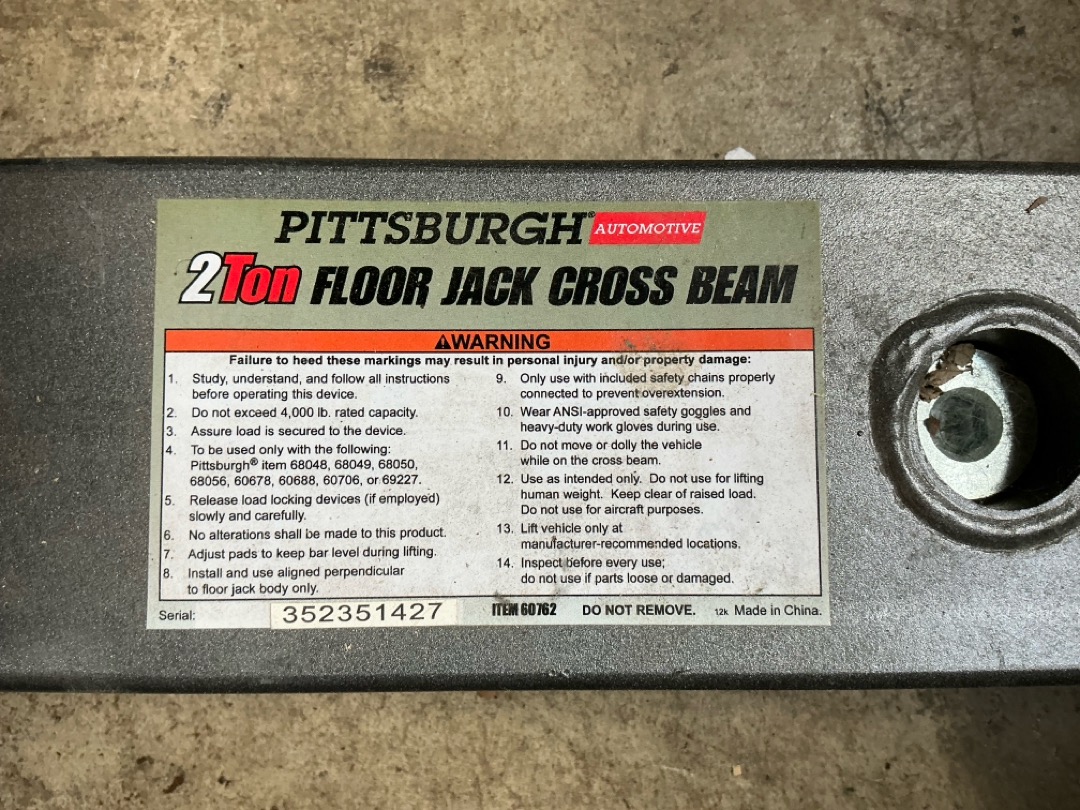 PITTSBURGH® AUTOMOTIVE
2Ton FLOOR JACK CROSS BEAM
⚠WARNING
Failure to heed these markings may result in personal injury and/or property damage:
1. Study, understand, and follow all instructions
before operating this device.
2. Do not exceed 4,000 lb. rated capacity.
3. Assure load is secured to the device.
4. To be used only with the following:
Pittsburgh® item 68048, 68049, 68050,
68056, 60678, 60688, 60706, or 69227.
5. Release load locking devices (if employed)
slowly and carefully.
6. No alterations shall be made to this product.
7. Adjust pads to keep bar level during lifting.
8. Install and use aligned perpendicular
to floor jack body only.
9. Only use with included safety chains properly
connected to prevent overextension.
10. Wear ANSI-approved safety goggles and
heavy-duty work gloves during use.
11. Do not move or dolly the vehicle
while on the cross beam.
12. Use as intended only. Do not use for lifting
human weight. Keep clear of raised load.
Do not use for aircraft purposes.
13. Lift vehicle only at
manufacturer-recommended locations.
14. Inspect before every use;
do not use if parts loose or damaged.
Serial: 352351427 ITEM 60762 DO NOT REMOVE. 12k Made in China.